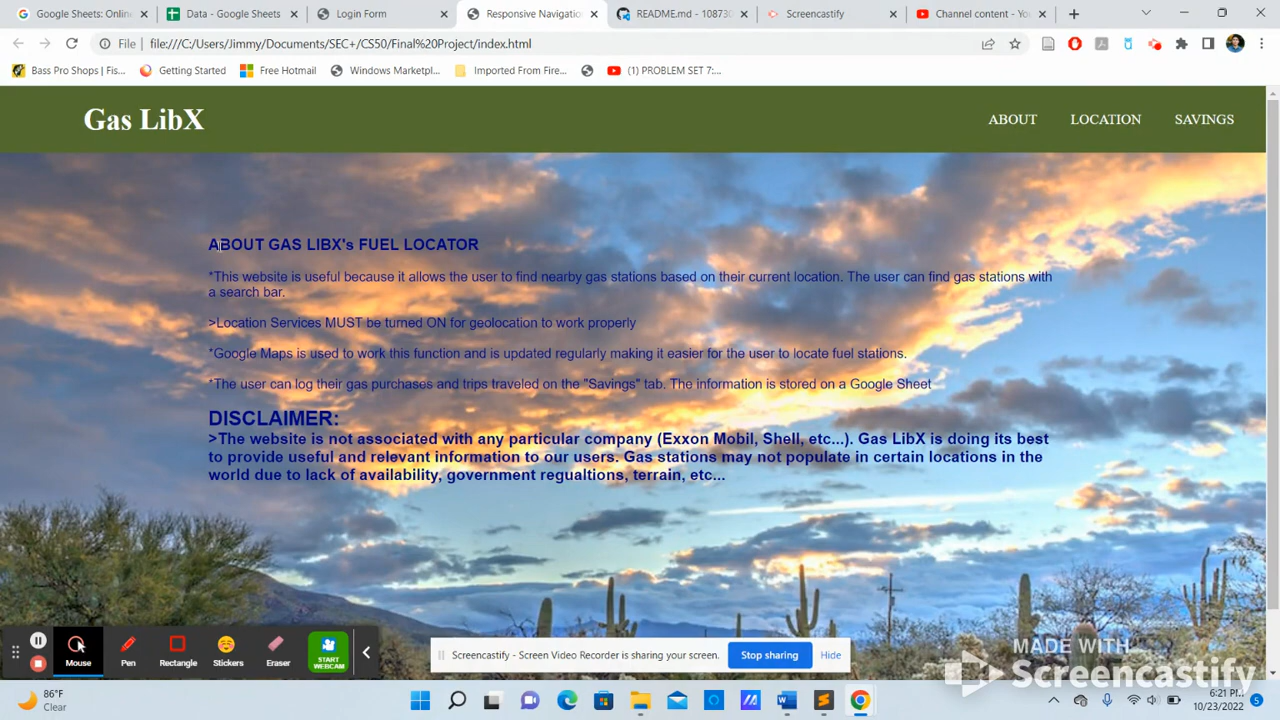 Google Sheets: Onlin
Data - Google Sheets
Login Form
Responsive Navigatio
README.md - 108730
Screencastify
Channel content - Yo
File
file:///C:/Users/Jimmy/Documents/SEC+/CS50/Final%20Project/index.html
Bass Pro Shops | Fis...
Getting Started
Free Hotmail
Windows Marketpl...
Imported From Fire...
(1) PROBLEM SET 7:...
Gas LibX
ABOUT
LOCATION
SAVINGS
ABOUT GAS LIBX's FUEL LOCATOR
*This website is useful because it allows the user to find nearby gas stations based on their current location. The user can find gas stations with
a search bar.
>Location Services MUST be turned ON for geolocation to work properly
*Google Maps is used to work this function and is updated regularly making it easier for the user to locate fuel stations.
*The user can log their gas purchases and trips traveled on the "Savings" tab. The information is stored on a Google Sheet
DISCLAIMER:
>The website is not associated with any particular company (Exxon Mobil, Shell, etc...). Gas LibX is doing its best
to provide useful and relevant information to our users. Gas stations may not populate in certain locations in the
world due to lack of availability, government regualtions, terrain, etc...
Mouse
Pen
Rectangle
Stickers
Eraser
START
WEBCAM
Screencastify - Screen Video Recorder is sharing your screen.
Stop sharing
Hide
MADE WITH
Screencastify
86°F
Clear
6:21 PM
10/23/2022
5